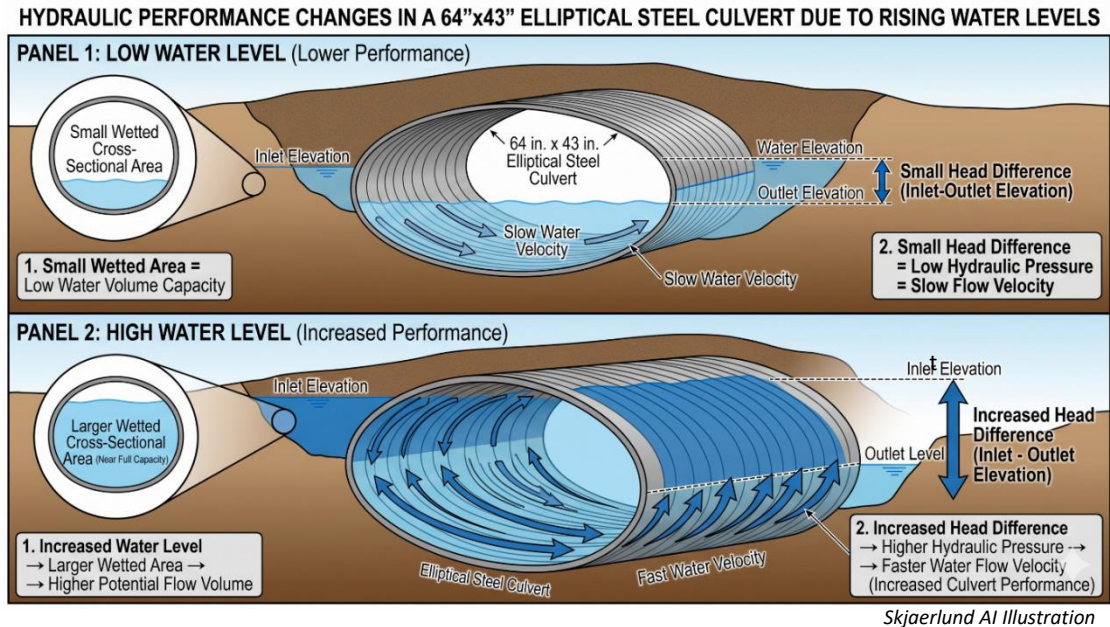 HYDRAULIC PERFORMANCE CHANGES IN A 64”x43” ELLIPTICAL STEEL CULVERT DUE TO RISING WATER LEVELS
PANEL 1: LOW WATER LEVEL (Lower Performance)
Small Wetted
Cross-
Sectional Area
Inlet Elevation
64 in. x 43 in.
Elliptical Steel
Culvert
Water Elevation
Outlet Elevation
Small Head Difference
(Inlet-Outlet Elevation)
Slow Water
Velocity
Slow Water Velocity
1. Small Wetted Area =
Low Water Volume Capacity
2. Small Head Difference
= Low Hydraulic Pressure
= Slow Flow Velocity
PANEL 2: HIGH WATER LEVEL (Increased Performance)
Inlet Elevation
Larger Wetted
Cross-Sectional
Area (Near Full Capacity)
Inlet Elevation
Increased Head
Difference
(Inlet - Outlet
Elevation)
Outlet Level
1. Increased Water Level
→ Larger Wetted Area →
→ Higher Potential Flow Volume
Elliptical Steel Culvert
Fast Water Velocity
2. Increased Head Difference
→ Higher Hydraulic Pressure →
→ Faster Water Flow Velocity
(Increased Culvert Performance)
Skjaerlund AI Illustration